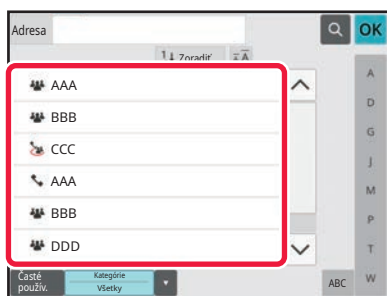 Adresa OK
Zoradiť
AAA
BBB
CCC
AAA
BBB
DDD
A
D
G
J
M
P
T
W
Časté použív.
Kategórie
Všetky
ABC